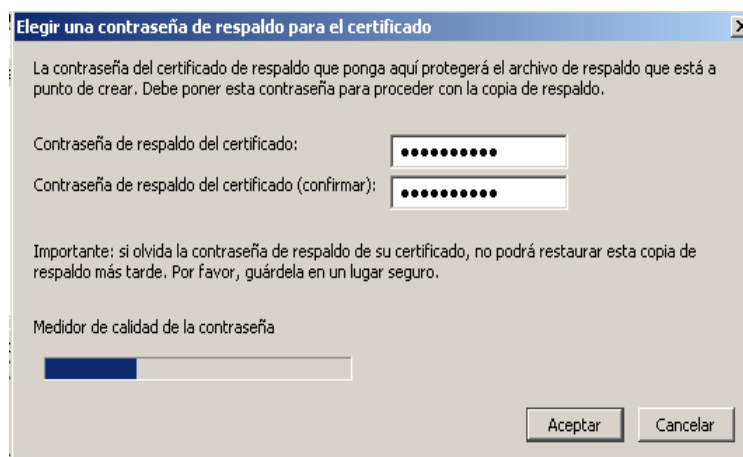 Elegir una contraseña de respaldo para el certificado
La contraseña del certificado de respaldo que ponga aquí protegerá el archivo de respaldo que está a
punto de crear. Debe poner esta contraseña para proceder con la copia de respaldo.
Contraseña de respaldo del certificado:
Contraseña de respaldo del certificado (confirmar):
Importante: si olvida la contraseña de respaldo de su certificado, no podrá restaurar esta copia de
respaldo más tarde. Por favor, guárdela en un lugar seguro.
Medidor de calidad de la contraseña
Aceptar Cancelar